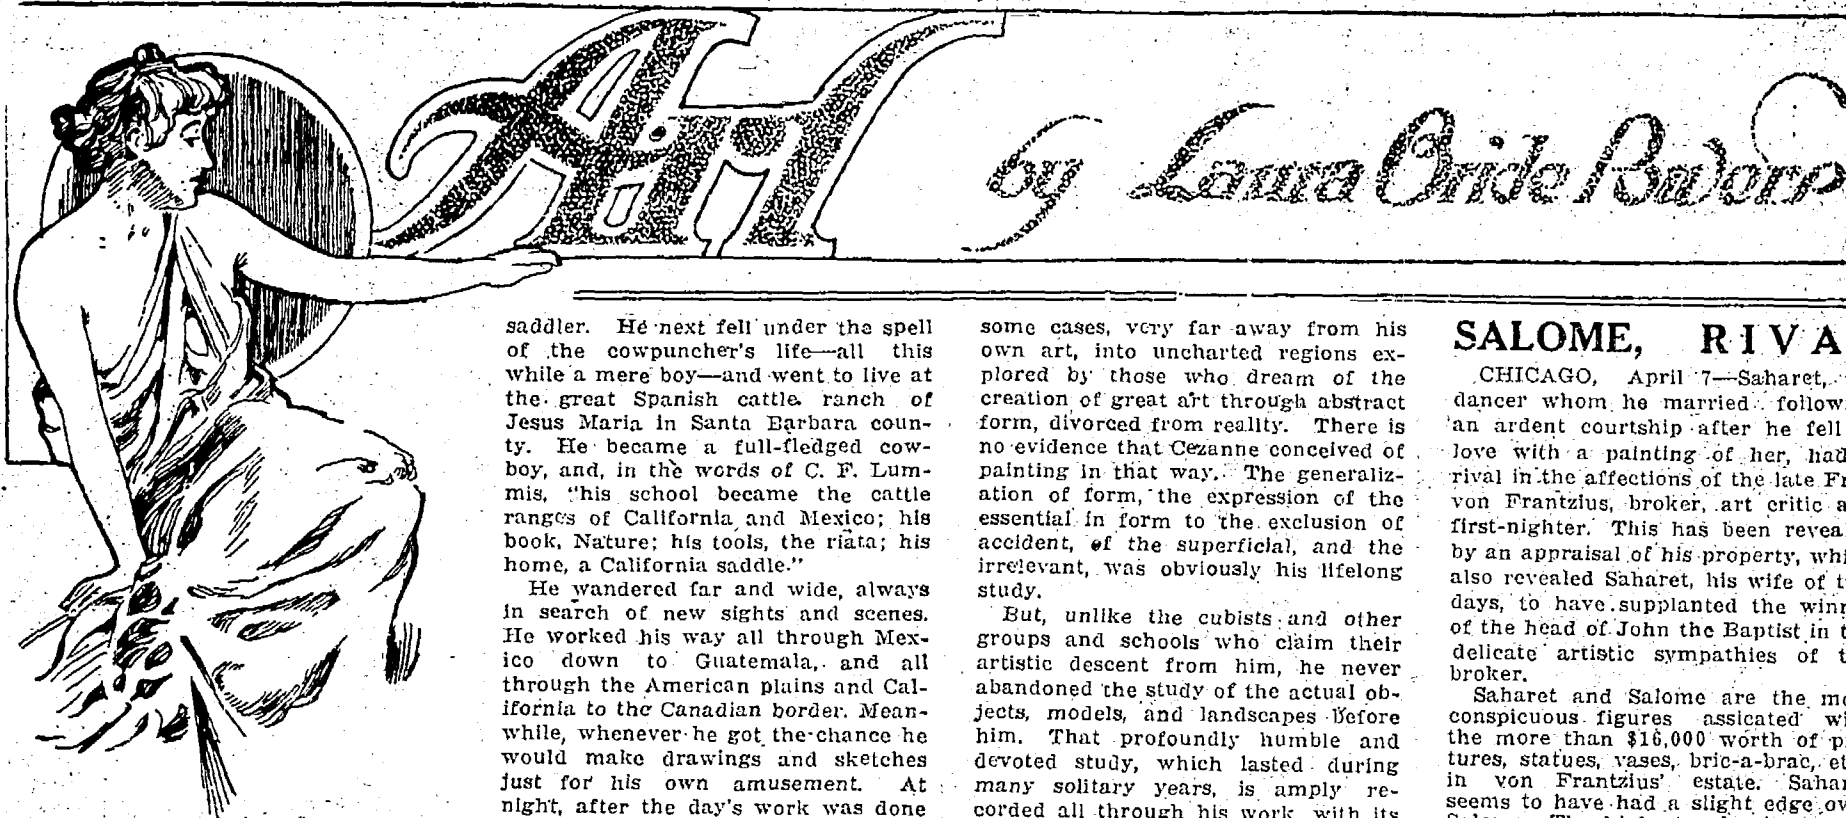 Art by Laura Bride Powers
saddler. He next fell under the spell
of the cowpuncher's life—all this
while a mere boy—and went to live at
the great Spanish cattle ranch of
Jesus Maria in Santa Barbara coun-
ty. He became a full-fledged cow-
boy, and, in the words of C. F. Lum-
mis, "his school became the cattle
ranges of California and Mexico; his
book, Nature; his tools, the riata; his
home, a California saddle."
He wandered far and wide, always
in search of new sights and scenes.
He worked his way all through Mex-
ico down to Guatemala, and all
through the American plains and Cal-
ifornia to the Canadian border. Mean-
while, whenever he got the chance he
would make drawings and sketches
just for his own amusement. At
night, after the day's work was done
some cases, very far away from his
own art, into uncharted regions ex-
plored by those who dream of the
creation of great art through abstract
form, divorced from reality. There is
no evidence that Cezanne conceived of
painting in that way. The generaliz-
ation of form, the expression of the
essential in form to the exclusion of
accident, of the superficial, and the
irrelevant, was obviously his lifelong
study.
But, unlike the cubists and other
groups and schools who claim their
artistic descent from him, he never
abandoned the study of the actual ob-
jects, models, and landscapes before
him. That profoundly humble and
devoted study, which lasted during
many solitary years, is amply re-
corded all through his work, with its
SALOME, RIVA
CHICAGO, April 7—Saharet,
dancer whom he married follow
an ardent courtship after he fell
love with a painting of her, had
rival in the affections of the late Fr
von Frantzius, broker, art critic a
first-nighter. This has been revea
by an appraisal of his property, whi
also revealed Saharet, his wife of t
days, to have supplanted the winn
of the head of John the Baptist in t
delicate artistic sympathies of t
broker.
Saharet and Salome are the mo
conspicuous figures assicated wi
the more than $16,000 worth of p
tures, statues, vases, bric-a-brac, et
in von Frantzius' estate. Sahar
seems to have had a slight edge ov